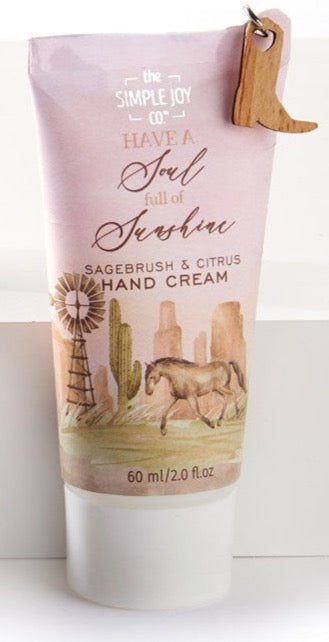 the
SIMPLE JOY
CO.™
HAVE A
Soul
full of
Sunshine
SAGEBRUSH & CITRUS
HAND CREAM
60 ml/2.0 fl.oz